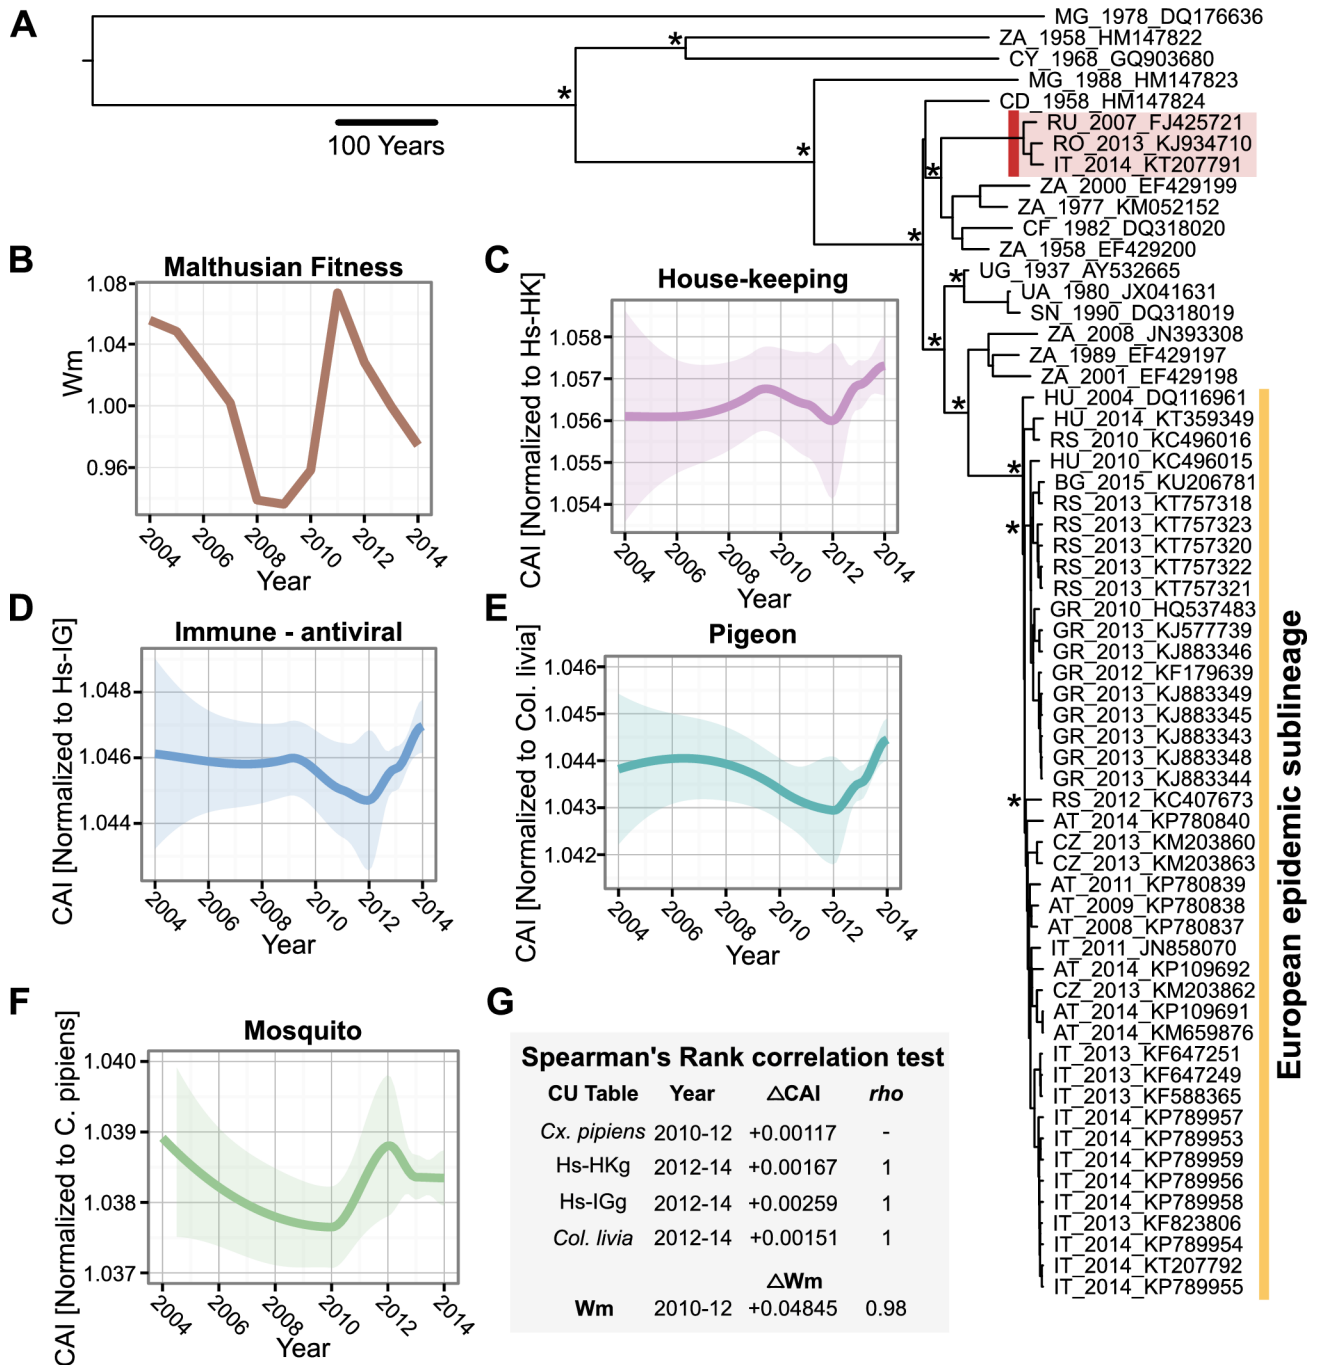 A
MG_1978_DQ176636
ZA_1958_HM147822
CY_1968_GQ903680
MG_1988_HM147823
CD_1958_HM147824
RU_2007_FJ425721
RO_2013_KJ934710
IT_2014_KT207791
ZA_2000_EF429199
ZA_1977_KM052152
CF_1982_DQ318020
ZA_1958_EF429200
UG_1937_AY532665
UA_1980_JX041631
SN_1990_DQ318019
ZA_2008_JN393308
ZA_1989_EF429197
ZA_2001_EF429198
HU_2004_DQ116961
HU_2014_KT359349
RS_2010_KC496016
HU_2010_KC496015
BG_2015_KU206781
RS_2013_KT757318
RS_2013_KT757323
RS_2013_KT757320
RS_2013_KT757322
RS_2013_KT757321
GR_2010_HQ537483
GR_2013_KJ577739
GR_2013_KJ883346
GR_2012_KF179639
GR_2013_KJ883349
GR_2013_KJ883345
GR_2013_KJ883343
GR_2013_KJ883348
GR_2013_KJ883344
RS_2012_KC407673
AT_2014_KP780840
CZ_2013_KM203860
CZ_2013_KM203863
AT_2011_KP780839
AT_2009_KP780838
AT_2008_KP780837
IT_2011_JN858070
AT_2014_KP109692
CZ_2013_KM203862
AT_2014_KP109691
AT_2014_KM659876
IT_2013_KF647251
IT_2013_KF647249
IT_2013_KF588365
IT_2014_KP789957
IT_2014_KP789953
IT_2014_KP789959
IT_2014_KP789956
IT_2014_KP789958
IT_2013_KF823806
IT_2014_KP789954
IT_2014_KT207792
IT_2014_KP789955
European epidemic sublineage
100 Years
* * * * * * * * * * *
B
Malthusian Fitness
Wm
1.08
1.04
1.00
0.96
2004 2006 2008 2010 2012 2014
Year
C
House-keeping
CAI [Normalized to Hs-HK]
1.058
1.057
1.056
1.055
1.054
2004 2006 2008 2010 2012 2014
Year
D
Immune - antiviral
CAI [Normalized to Hs-IG]
1.048
1.046
1.044
2004 2006 2008 2010 2012 2014
Year
E
Pigeon
CAI [Normalized to Col. livia]
1.046
1.045
1.044
1.043
1.042
2004 2006 2008 2010 2012 2014
Year
F
Mosquito
CAI [Normalized to C. pipiens]
1.040
1.039
1.038
1.037
2004 2006 2008 2010 2012 2014
Year
G
Spearman's Rank correlation test
CU Table Year △CAI rho
Cx. pipiens 2010-12 +0.00117 -
Hs-HKg 2012-14 +0.00167 1
Hs-IGg 2012-14 +0.00259 1
Col. livia 2012-14 +0.00151 1
△Wm
Wm 2010-12 +0.04845 0.98